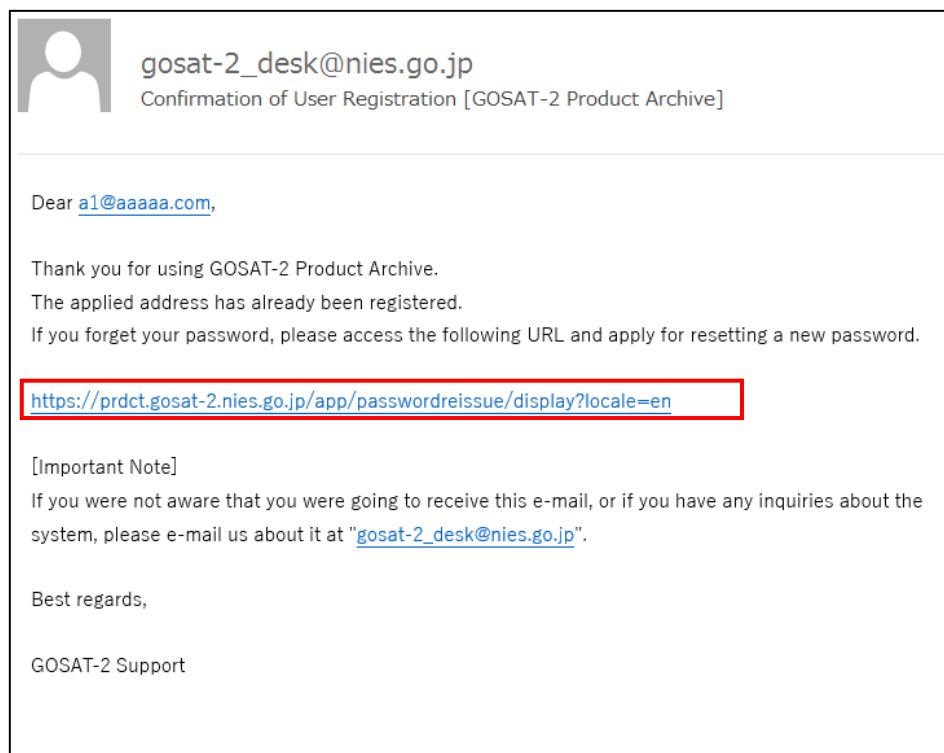 gosat-2_desk@nies.go.jp
Confirmation of User Registration [GOSAT-2 Product Archive]
Dear a1@aaaaa.com,
Thank you for using GOSAT-2 Product Archive.
The applied address has already been registered.
If you forget your password, please access the following URL and apply for resetting a new password.
https://prdct.gosat-2.nies.go.jp/app/passwordreissue/display?locale=en
[Important Note]
If you were not aware that you were going to receive this e-mail, or if you have any inquiries about the
system, please e-mail us about it at "gosat-2_desk@nies.go.jp".
Best regards,
GOSAT-2 Support